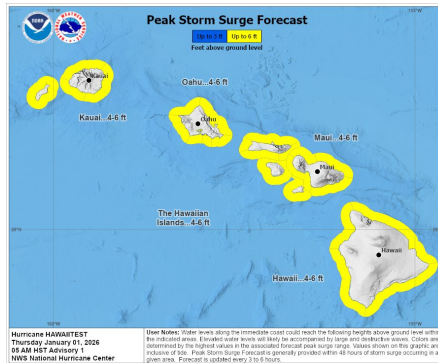 160°W
155°W
NOAA
Peak Storm Surge Forecast
Up to 5 ft Up to 6 ft
Feet above ground level
Kauai
Oahu...4-6 ft
Kauai...4-6 ft
Oahu
Maui...4-6 ft
Maui
The Hawaiian
Islands...4-6 ft
20°N
20°N
Hawaii
Hawaii...4-6 ft
Hurricane HAWAIITEST
Thursday January 01, 2026
05 AM HST Advisory 1
NWS National Hurricane Center
User Notes: Water levels along the immediate coast could reach the following heights above ground level within
the indicated areas. Elevated water levels will likely be accompanied by large and destructive waves. Colors are
determined by the highest values in the associated forecast peak surge range. Values shown on this graphic are
inclusive of tide. Peak Storm Surge Forecast is generally provided within 48 hours of storm surge occurring in a
given area. Forecast is updated every 3 to 6 hours.